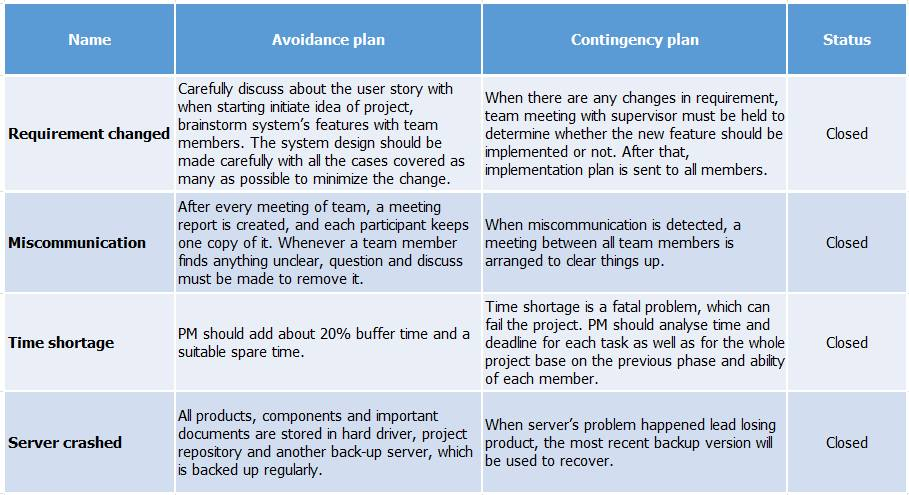 Name
Avoidance plan
Contingency plan
Status
Requirement changed
Carefully discuss about the user story with
when starting initiate idea of project,
brainstorm system's features with team
members. The system design should be
made carefully with all the cases covered as
many as possible to minimize the change.
When there are any changes in requirement,
team meeting with supervisor must be held to
determine whether the new feature should be
implemented or not. After that,
implementation plan is sent to all members.
Closed
Miscommunication
After every meeting of team, a meeting
report is created, and each participant keeps
one copy of it. Whenever a team member
finds anything unclear, question and discuss
must be made to remove it.
When miscommunication is detected, a
meeting between all team members is
arranged to clear things up.
Closed
Time shortage
PM should add about 20% buffer time and a
suitable spare time.
Time shortage is a fatal problem, which can
fail the project. PM should analyse time and
deadline for each task as well as for the whole
project base on the previous phase and ability
of each member.
Closed
Server crashed
All products, components and important
documents are stored in hard driver, project
repository and another back-up server, which
is backed up regularly.
When server's problem happened lead losing
product, the most recent backup version will
be used to recover.
Closed